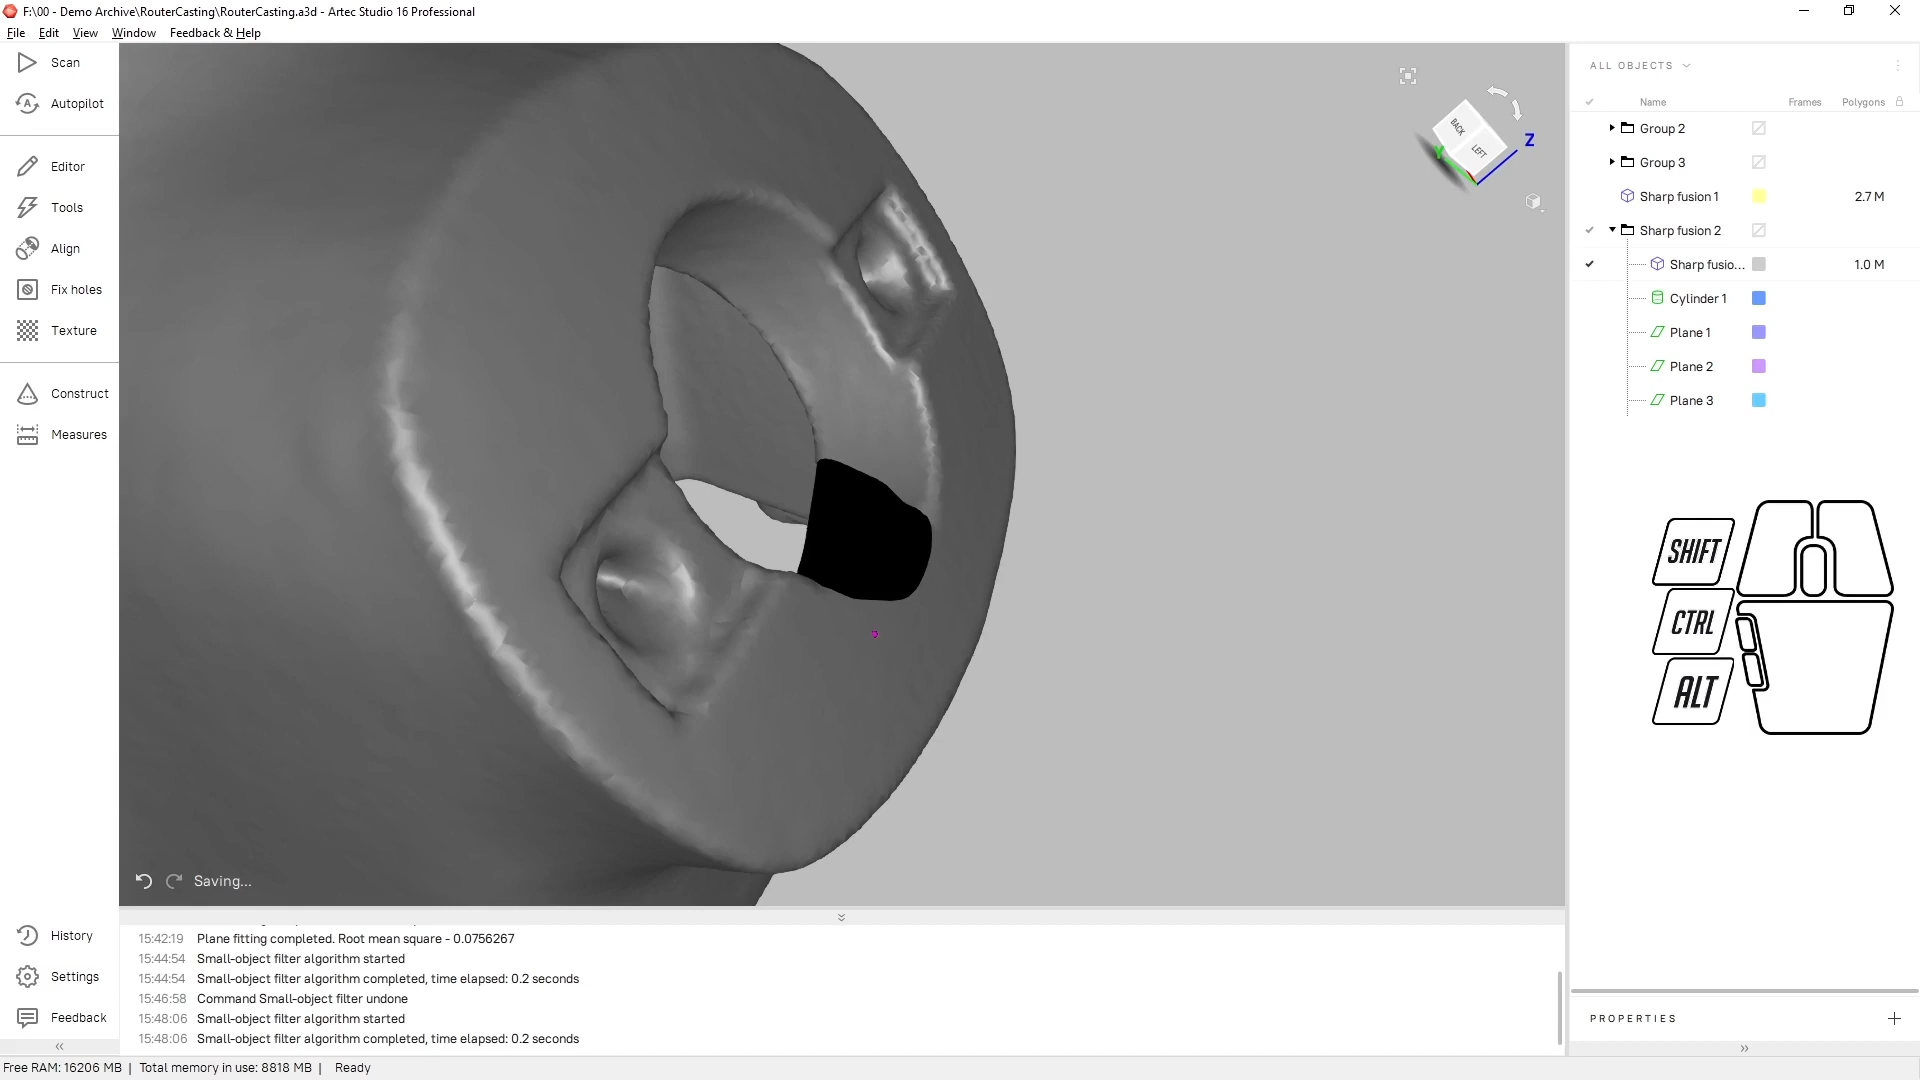 F:\00 - Demo Archive\RouterCasting\RouterCasting.a3d - Artec Studio 16 Professional
File Edit View Window Feedback & Help
Scan
Autopilot
Editor
Tools
Align
Fix holes
Texture
Construct
Measures
History
Settings
Feedback
BACK
LEFT
Y
Z
Saving...
15:42:19 Plane fitting completed. Root mean square - 0.0756267
15:44:54 Small-object filter algorithm started
15:44:54 Small-object filter algorithm completed, time elapsed: 0.2 seconds
15:46:58 Command Small-object filter undone
15:48:06 Small-object filter algorithm started
15:48:06 Small-object filter algorithm completed, time elapsed: 0.2 seconds
ALL OBJECTS
Name Frames Polygons
Group 2
Group 3
Sharp fusion 1 2.7 M
Sharp fusion 2
Sharp fusio... 1.0 M
Cylinder 1
Plane 1
Plane 2
Plane 3
SHIFT
CTRL
ALT
PROPERTIES
Free RAM: 16206 MB | Total memory in use: 8818 MB | Ready